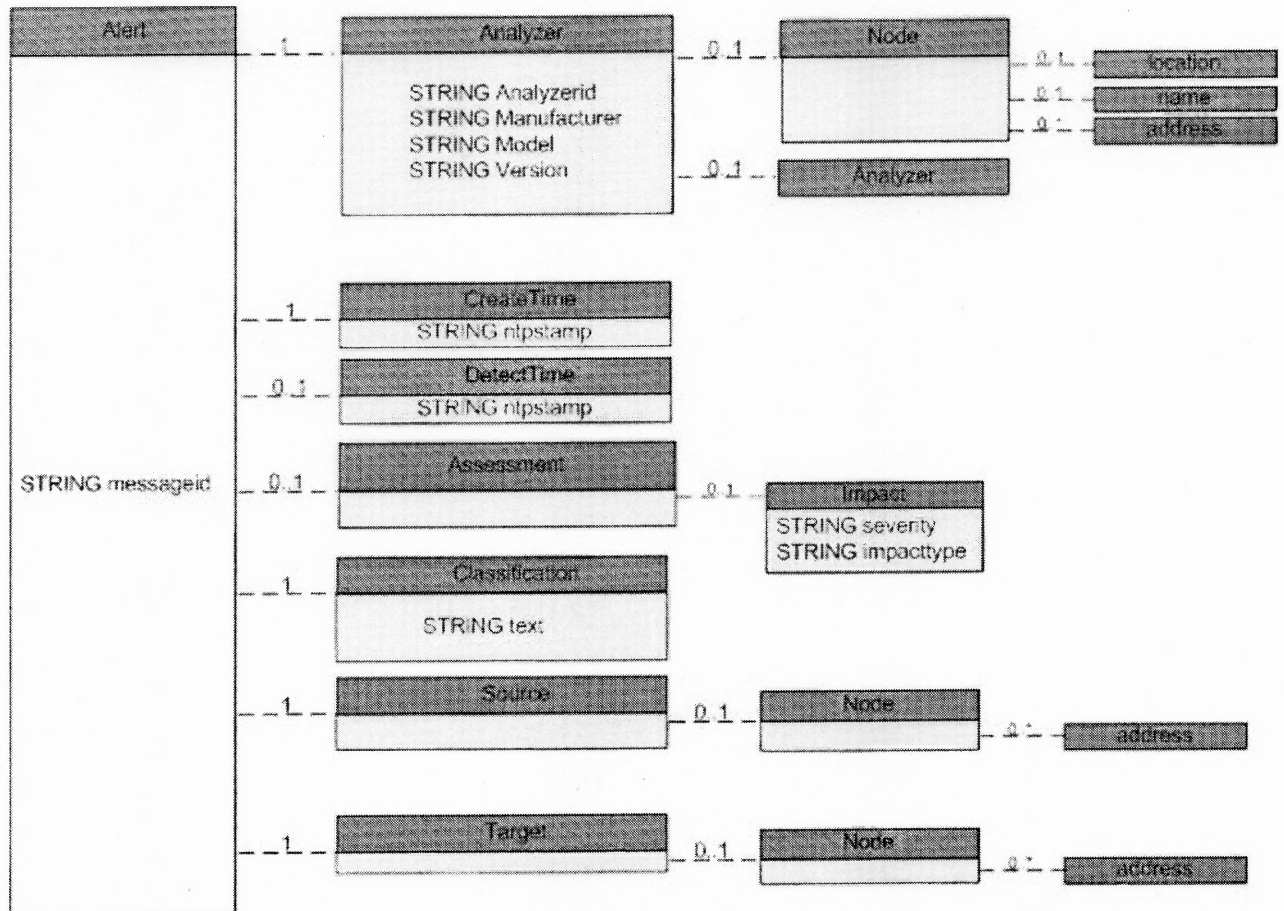 Alert
1
Analyzer
STRING Analyzerid
STRING Manufacturer
STRING Model
STRING Version
0..1
Node
0..1
location
0..1
name
0..*
address
0..1
Analyzer
1
CreateTime
STRING ntpstamp
0..1
DetectTime
STRING ntpstamp
STRING messageid
0..1
Assessment
0..1
Impact
STRING severity
STRING impacttype
1
Classification
STRING text
1
Source
0..1
Node
0..*
address
1
Target
0..1
Node
0..*
address